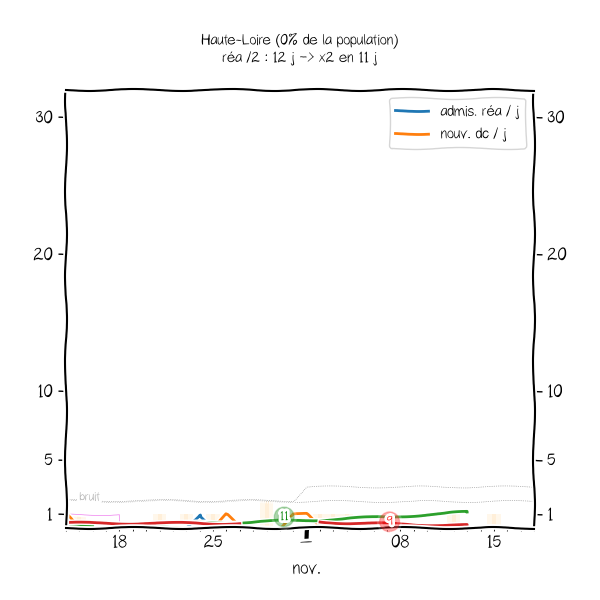 Haute-Loire (0% de la population)
réa /2 : 12 j -> x2 en 11 j
admis. réa / j
nouv. dc / j
30
30
20
20
10
10
5
5
bruit
1
1
11
9
18
25
1
08
15
nov.